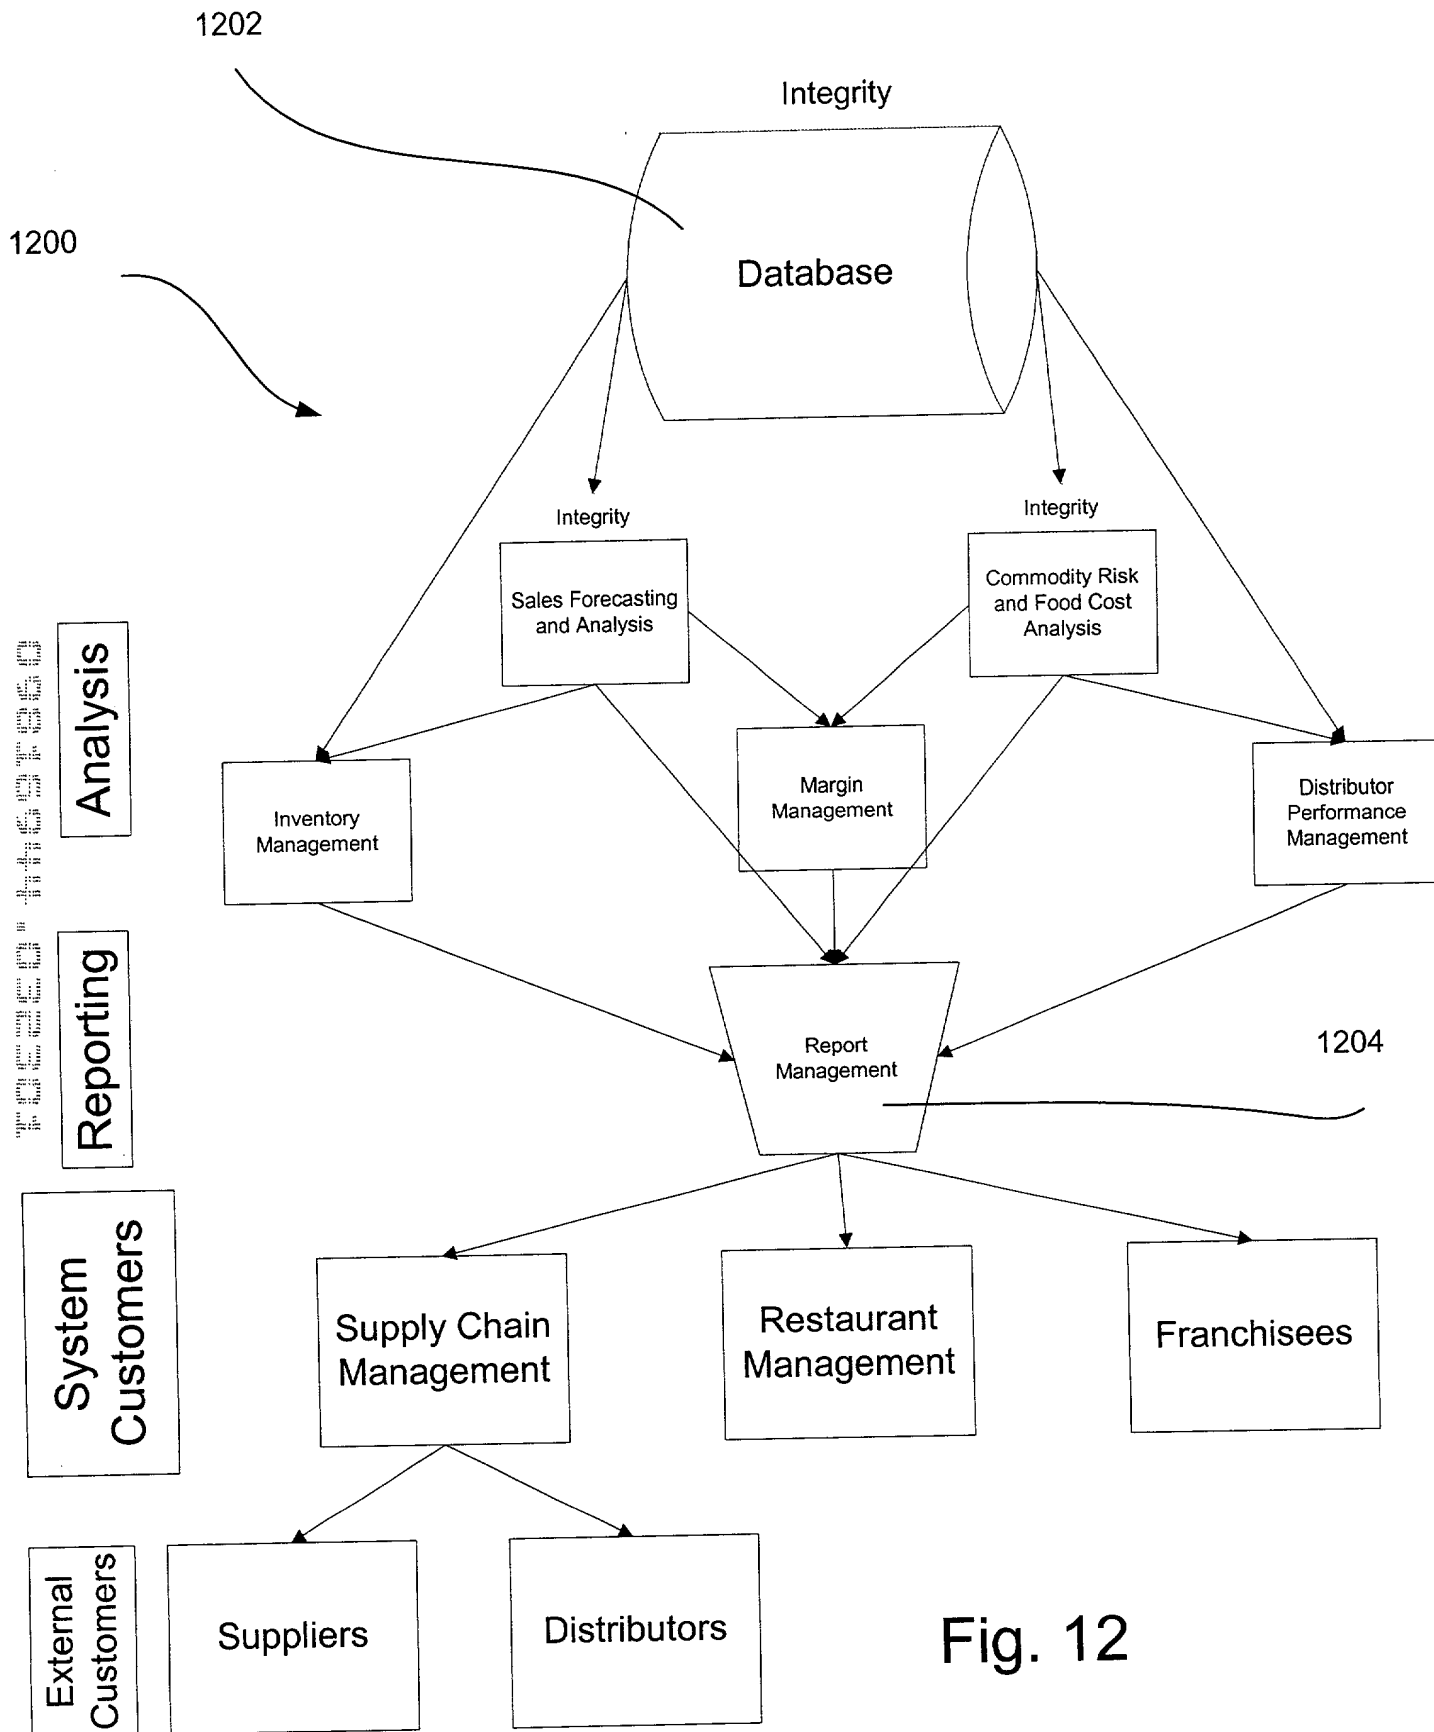 1202
Integrity
1200
Database
Integrity
Integrity
Sales Forecasting
and Analysis
Commodity Risk
and Food Cost
Analysis
Analysis
Inventory
Management
Margin
Management
Distributor
Performance
Management
Reporting
Report
Management
1204
System
Customers
Supply Chain
Management
Restaurant
Management
Franchisees
External
Customers
Suppliers
Distributors
Fig. 12